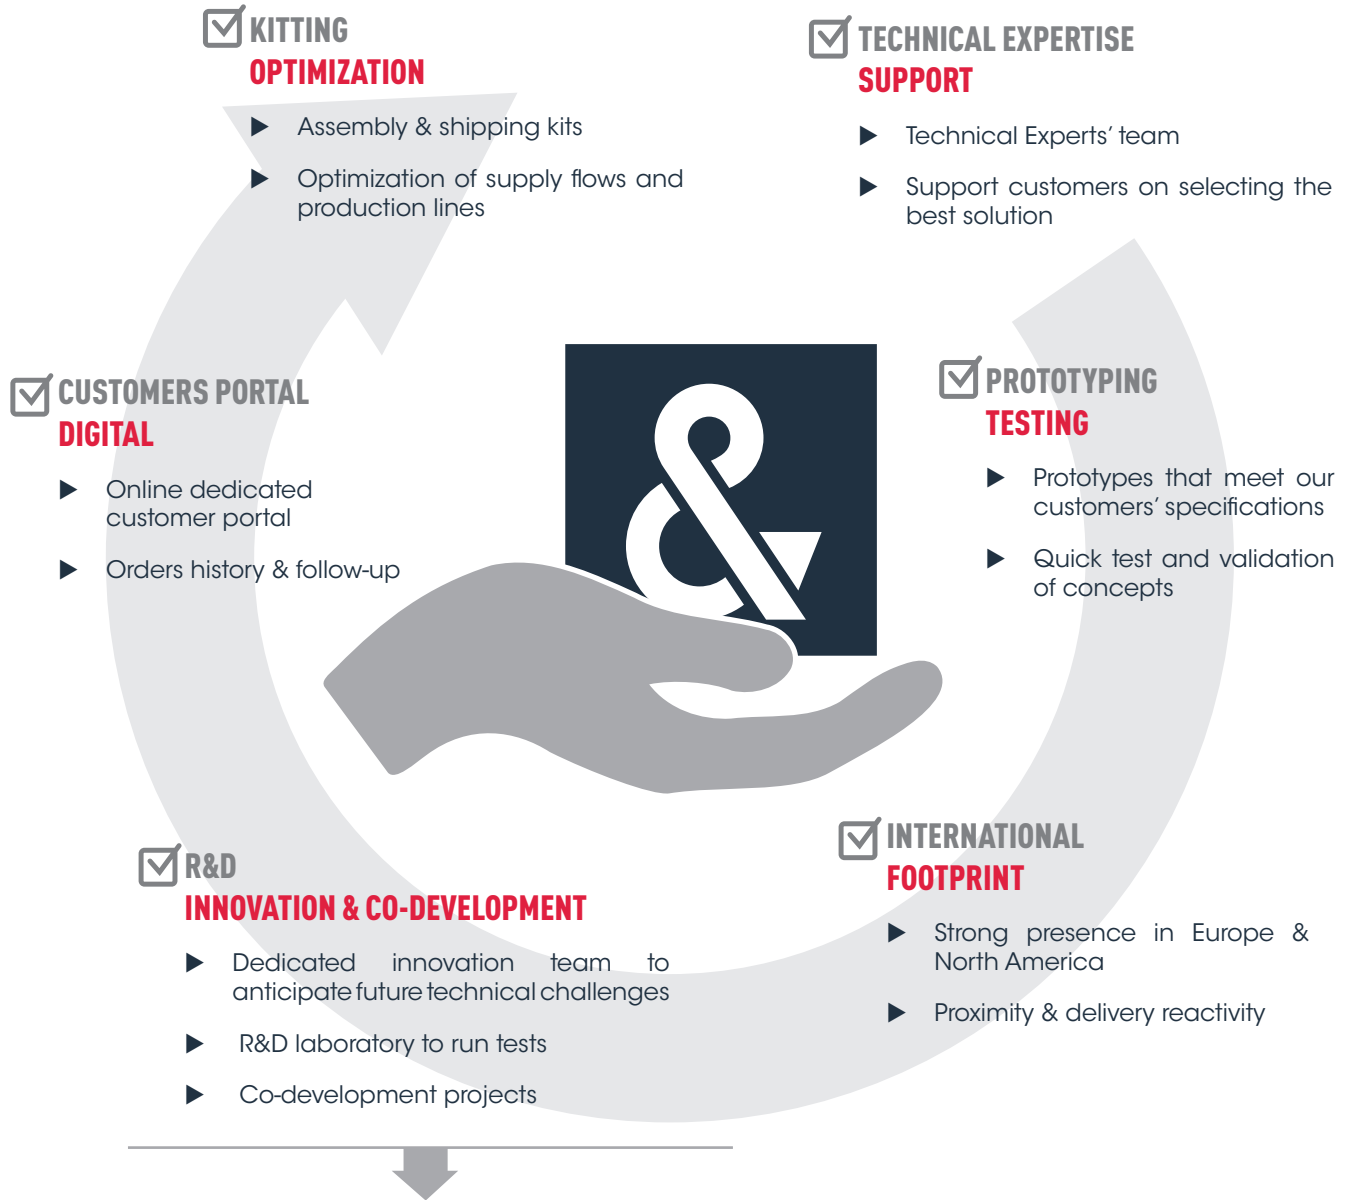 KITTING
OPTIMIZATION
Assembly & shipping kits
Optimization of supply flows and
production lines
TECHNICAL EXPERTISE
SUPPORT
Technical Experts’ team
Support customers on selecting the
best solution
CUSTOMERS PORTAL
DIGITAL
Online dedicated
customer portal
Orders history & follow-up
&
PROTOTYPING
TESTING
Prototypes that meet our
customers’ specifications
Quick test and validation
of concepts
R&D
INNOVATION & CO-DEVELOPMENT
Dedicated innovation team to
anticipate future technical challenges
R&D laboratory to run tests
Co-development projects
INTERNATIONAL
FOOTPRINT
Strong presence in Europe &
North America
Proximity & delivery reactivity